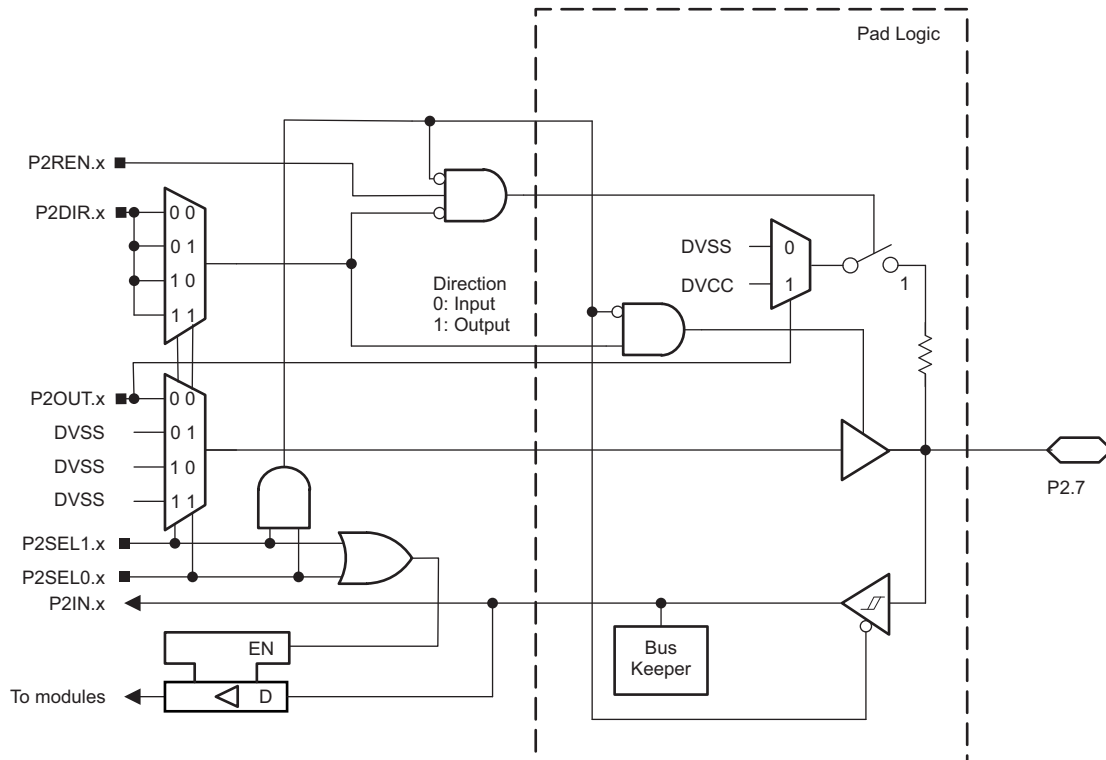 Pad Logic
P2REN.x
P2DIR.x
0 0
0 1
1 0
1 1
Direction
0: Input
1: Output
DVSS
0
DVCC
1
1
P2OUT.x
0 0
DVSS
0 1
DVSS
1 0
DVSS
1 1
P2.7
P2SEL1.x
P2SEL0.x
P2IN.x
EN
Bus
Keeper
To modules
D